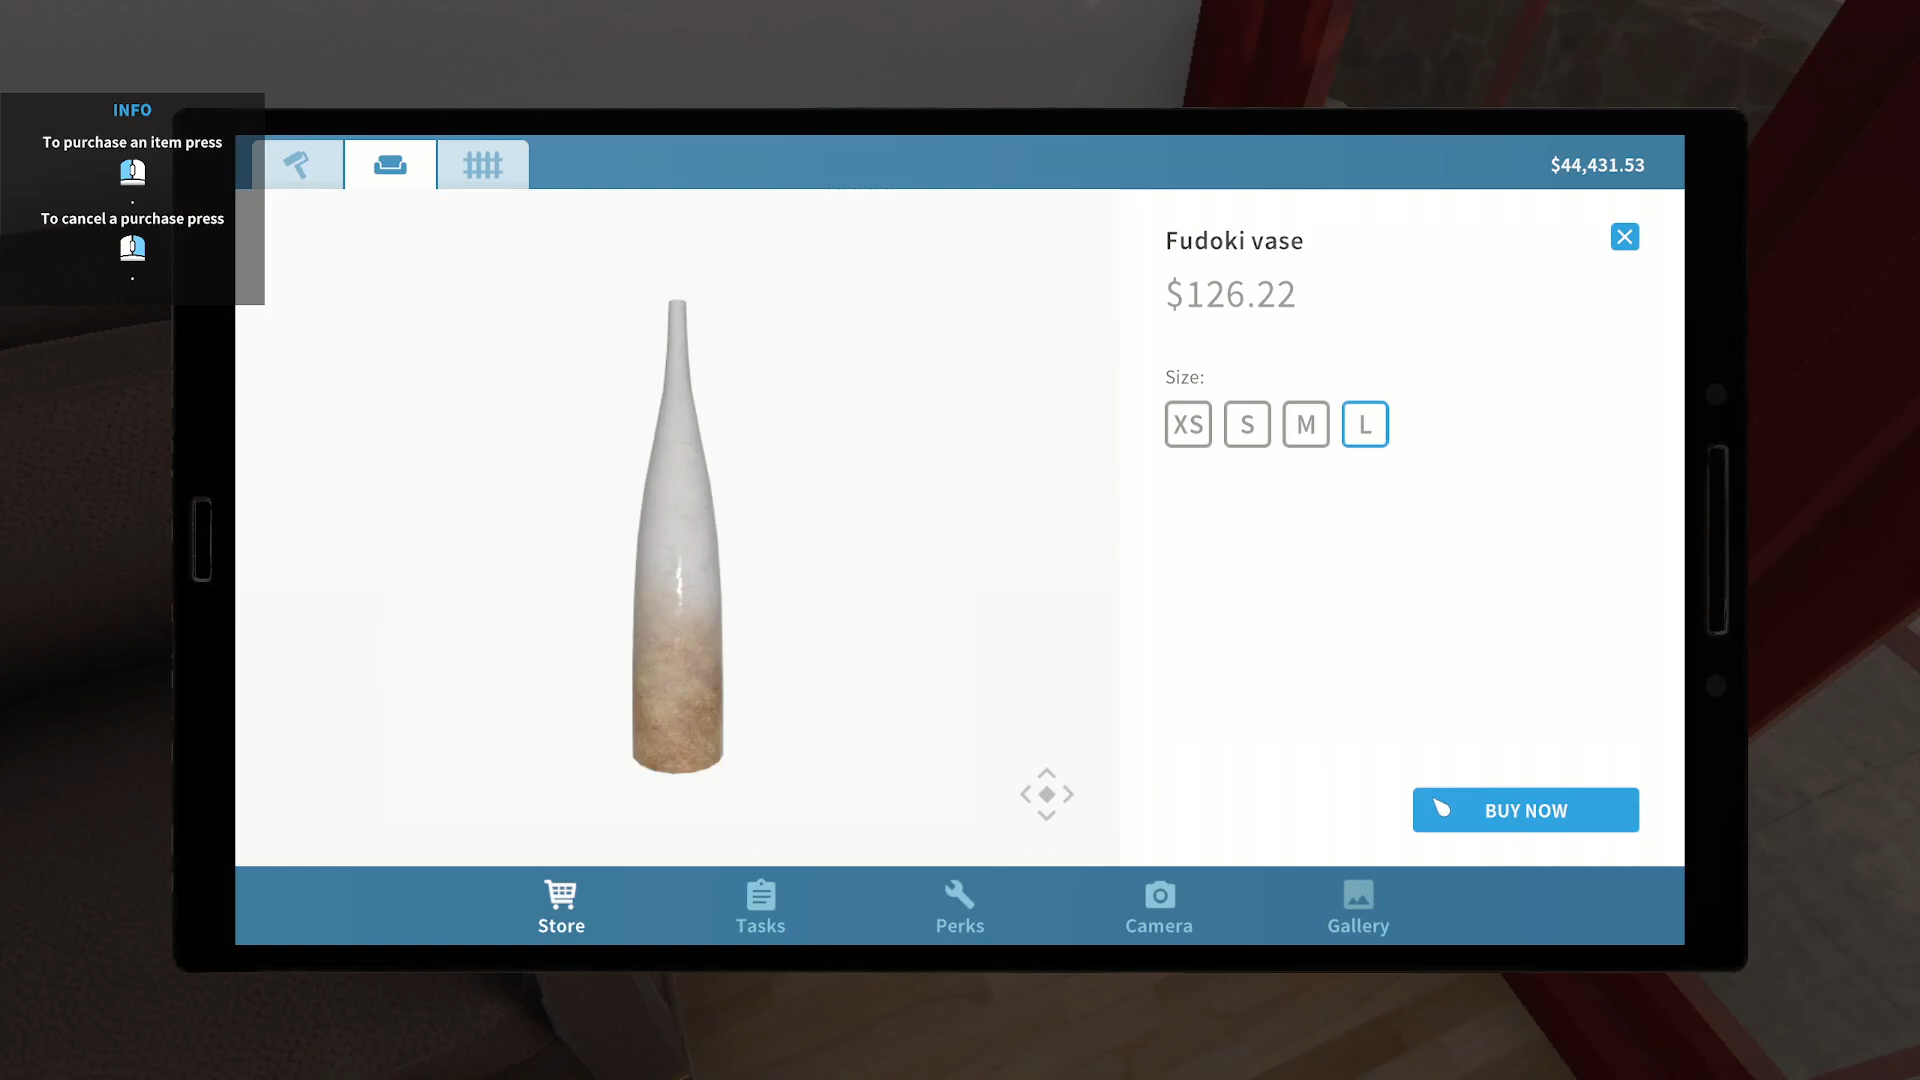 INFO
To purchase an item press
.
To cancel a purchase press
.
$44,431.53
Fudoki vase
$126.22
Size:
XS S M L
BUY NOW
Store Tasks Perks Camera Gallery